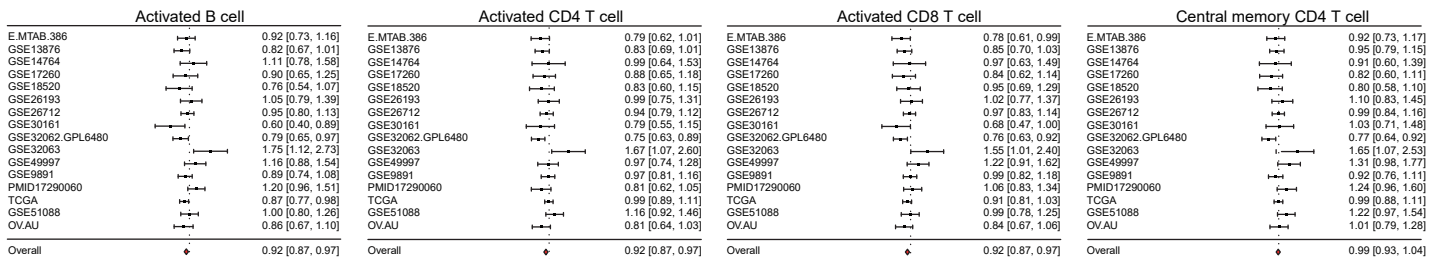 Activated B cell
E.MTAB.386 0.92 [0.73, 1.16]
GSE13876 0.82 [0.67, 1.01]
GSE14764 1.11 [0.78, 1.58]
GSE17260 0.90 [0.65, 1.25]
GSE18520 0.76 [0.54, 1.07]
GSE26193 1.05 [0.79, 1.39]
GSE26712 0.95 [0.80, 1.13]
GSE30161 0.60 [0.40, 0.89]
GSE32062.GPL6480 0.79 [0.65, 0.97]
GSE32063 1.75 [1.12, 2.73]
GSE49997 1.16 [0.88, 1.54]
GSE9891 0.89 [0.74, 1.08]
PMID17290060 1.20 [0.96, 1.51]
TCGA 0.87 [0.77, 0.98]
GSE51088 1.00 [0.80, 1.26]
OV.AU 0.86 [0.67, 1.10]
Overall 0.92 [0.87, 0.97]
Activated CD4 T cell
E.MTAB.386 0.79 [0.62, 1.01]
GSE13876 0.83 [0.69, 1.01]
GSE14764 0.99 [0.64, 1.53]
GSE17260 0.88 [0.65, 1.18]
GSE18520 0.83 [0.60, 1.15]
GSE26193 0.99 [0.75, 1.31]
GSE26712 0.94 [0.79, 1.12]
GSE30161 0.79 [0.55, 1.15]
GSE32062.GPL6480 0.75 [0.63, 0.89]
GSE32063 1.67 [1.07, 2.60]
GSE49997 0.97 [0.74, 1.28]
GSE9891 0.97 [0.81, 1.16]
PMID17290060 0.81 [0.62, 1.05]
TCGA 0.99 [0.89, 1.11]
GSE51088 1.16 [0.92, 1.46]
OV.AU 0.81 [0.64, 1.03]
Overall 0.92 [0.87, 0.97]
Activated CD8 T cell
E.MTAB.386 0.78 [0.61, 0.99]
GSE13876 0.85 [0.70, 1.03]
GSE14764 0.97 [0.63, 1.49]
GSE17260 0.84 [0.62, 1.14]
GSE18520 0.95 [0.69, 1.29]
GSE26193 1.02 [0.77, 1.37]
GSE26712 0.97 [0.83, 1.14]
GSE30161 0.68 [0.47, 1.00]
GSE32062.GPL6480 0.76 [0.63, 0.92]
GSE32063 1.55 [1.01, 2.40]
GSE49997 1.22 [0.91, 1.62]
GSE9891 0.99 [0.82, 1.18]
PMID17290060 1.06 [0.83, 1.34]
TCGA 0.91 [0.81, 1.03]
GSE51088 0.99 [0.78, 1.25]
OV.AU 0.84 [0.67, 1.06]
Overall 0.92 [0.87, 0.97]
Central memory CD4 T cell
E.MTAB.386 0.92 [0.73, 1.17]
GSE13876 0.95 [0.79, 1.15]
GSE14764 0.91 [0.60, 1.39]
GSE17260 0.82 [0.60, 1.11]
GSE18520 0.80 [0.58, 1.10]
GSE26193 1.10 [0.83, 1.45]
GSE26712 0.99 [0.84, 1.16]
GSE30161 1.03 [0.71, 1.48]
GSE32062.GPL6480 0.77 [0.64, 0.92]
GSE32063 1.65 [1.07, 2.53]
GSE49997 1.31 [0.98, 1.77]
GSE9891 0.92 [0.76, 1.11]
PMID17290060 1.24 [0.96, 1.60]
TCGA 0.99 [0.88, 1.11]
GSE51088 1.22 [0.97, 1.54]
OV.AU 1.01 [0.79, 1.28]
Overall 0.99 [0.93, 1.04]